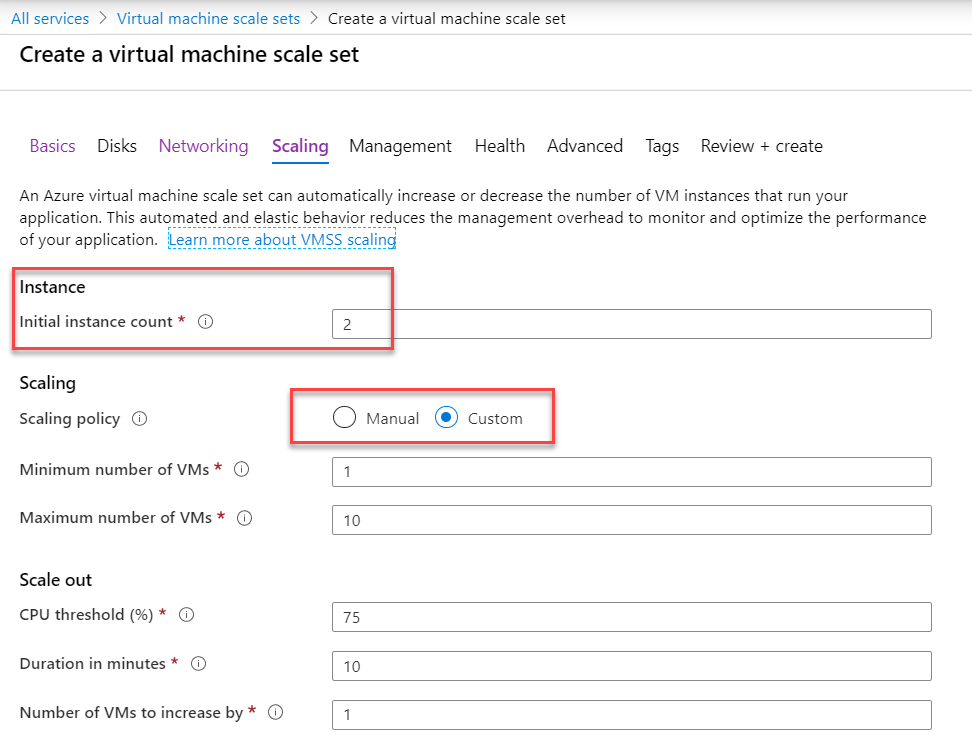 All services > Virtual machine scale sets > Create a virtual machine scale set
Create a virtual machine scale set
Basics Disks Networking Scaling Management Health Advanced Tags Review + create
An Azure virtual machine scale set can automatically increase or decrease the number of VM instances that run your
application. This automated and elastic behavior reduces the management overhead to monitor and optimize the performance
of your application. Learn more about VMSS scaling
Instance
Initial instance count * 2
Scaling
Scaling policy Manual Custom
Minimum number of VMs * 1
Maximum number of VMs * 10
Scale out
CPU threshold (%) * 75
Duration in minutes * 10
Number of VMs to increase by * 1